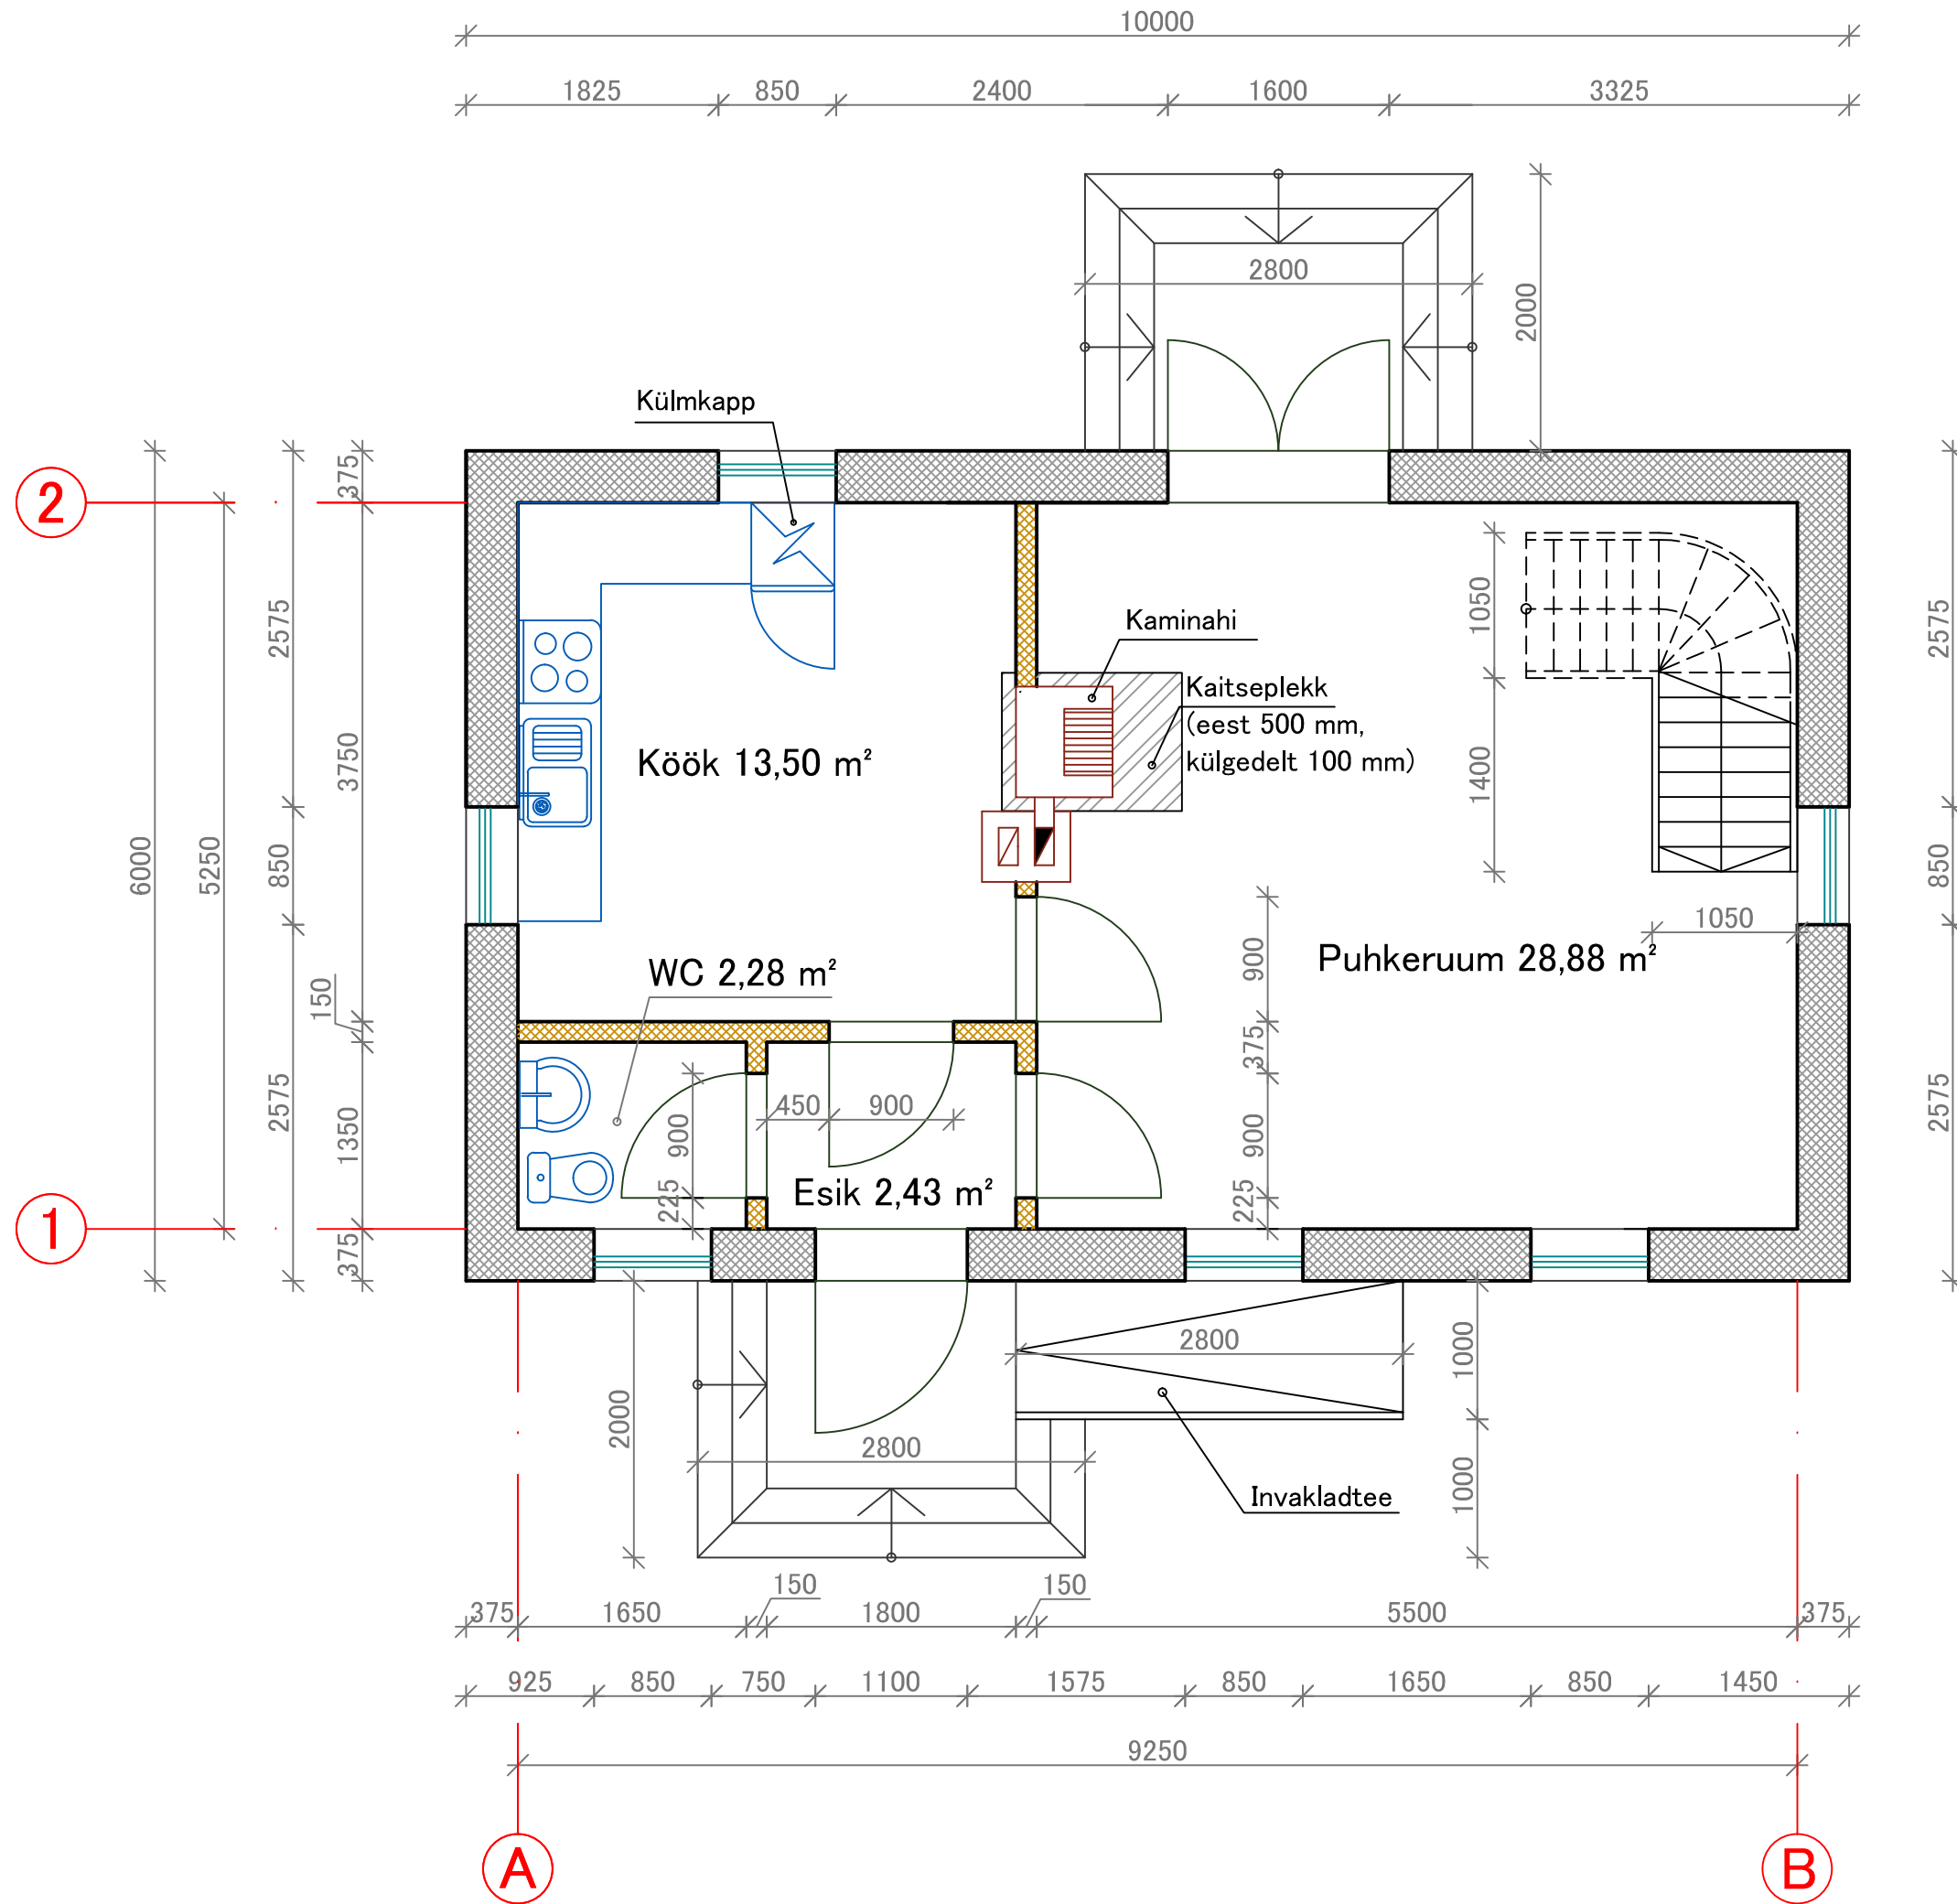 10000
1825 850 2400 1600 3325
2800
2000
Külmkapp
2
375
2575
3750
6000
5250
850
150
2575
1350
375
1
Köök 13,50 m²
Kaminahi
Kaitseplekk
(eest 500 mm,
külgedelt 100 mm)
1050
1400
1050
2575
850
2575
Puhkeruum 28,88 m²
WC 2,28 m²
900
375
900
225
450 900
900
225
Esik 2,43 m²
2000
2800
2800
1000
1000
Invakladtee
150 150
375 1650 1800 5500 375
925 850 750 1100 1575 850 1650 850 1450
9250
A B